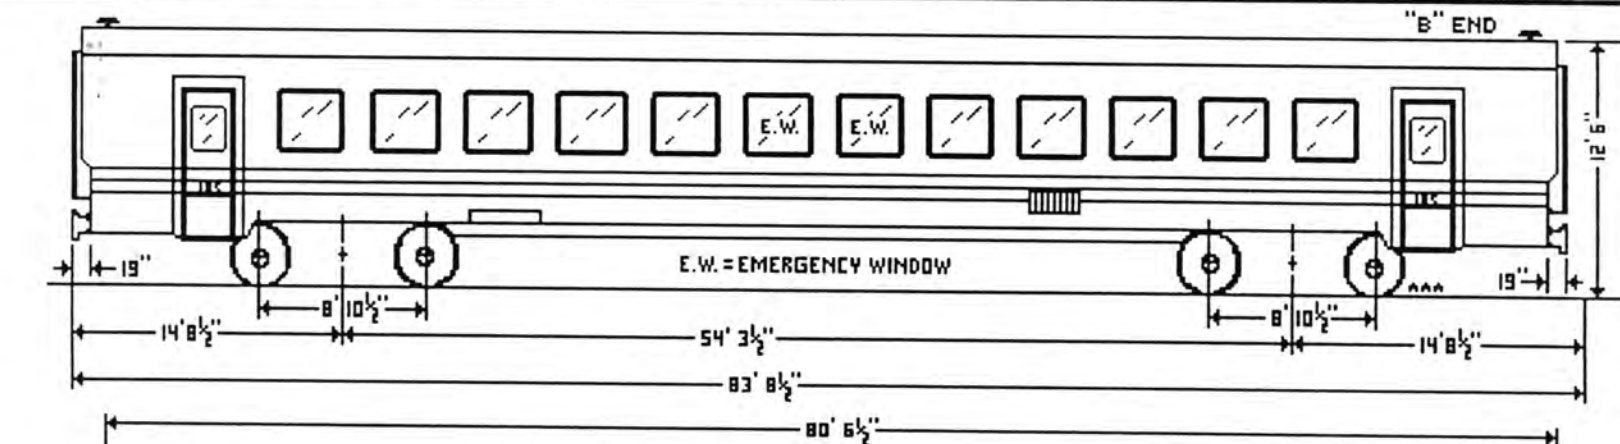 "B" END
12'6"
E.W. E.W.
E.W.=EMERGENCY WINDOW
19" 19"
8' 10½" 8' 10½"
14'8½" 54' 3½" 14'8½"
83' 8½"
80' 6½"